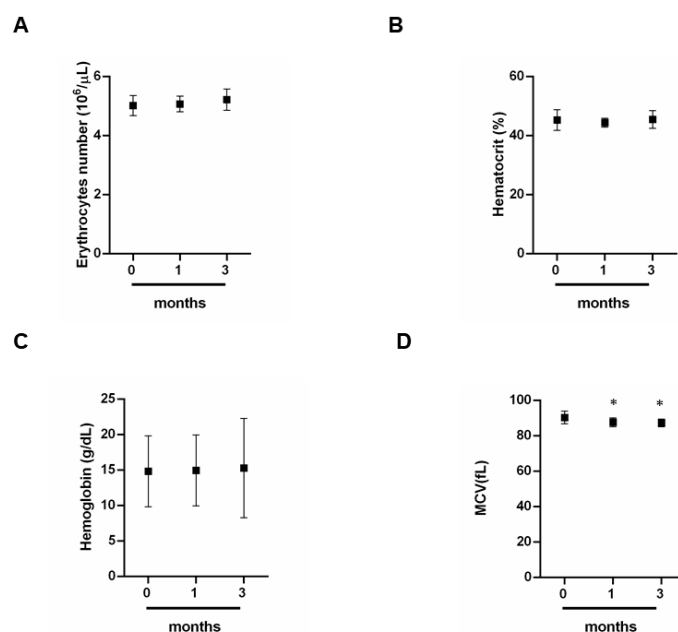 A
B
Erythrocytes number (10⁶/μL)
6
4
2
0
0 1 3
months
Hematocrit (%)
60
40
20
0
0 1 3
months
C
D
Hemoglobin (g/dL)
25
20
15
10
5
0
0 1 3
months
MCV(fL)
100
80
60
40
20
0
* *
0 1 3
months